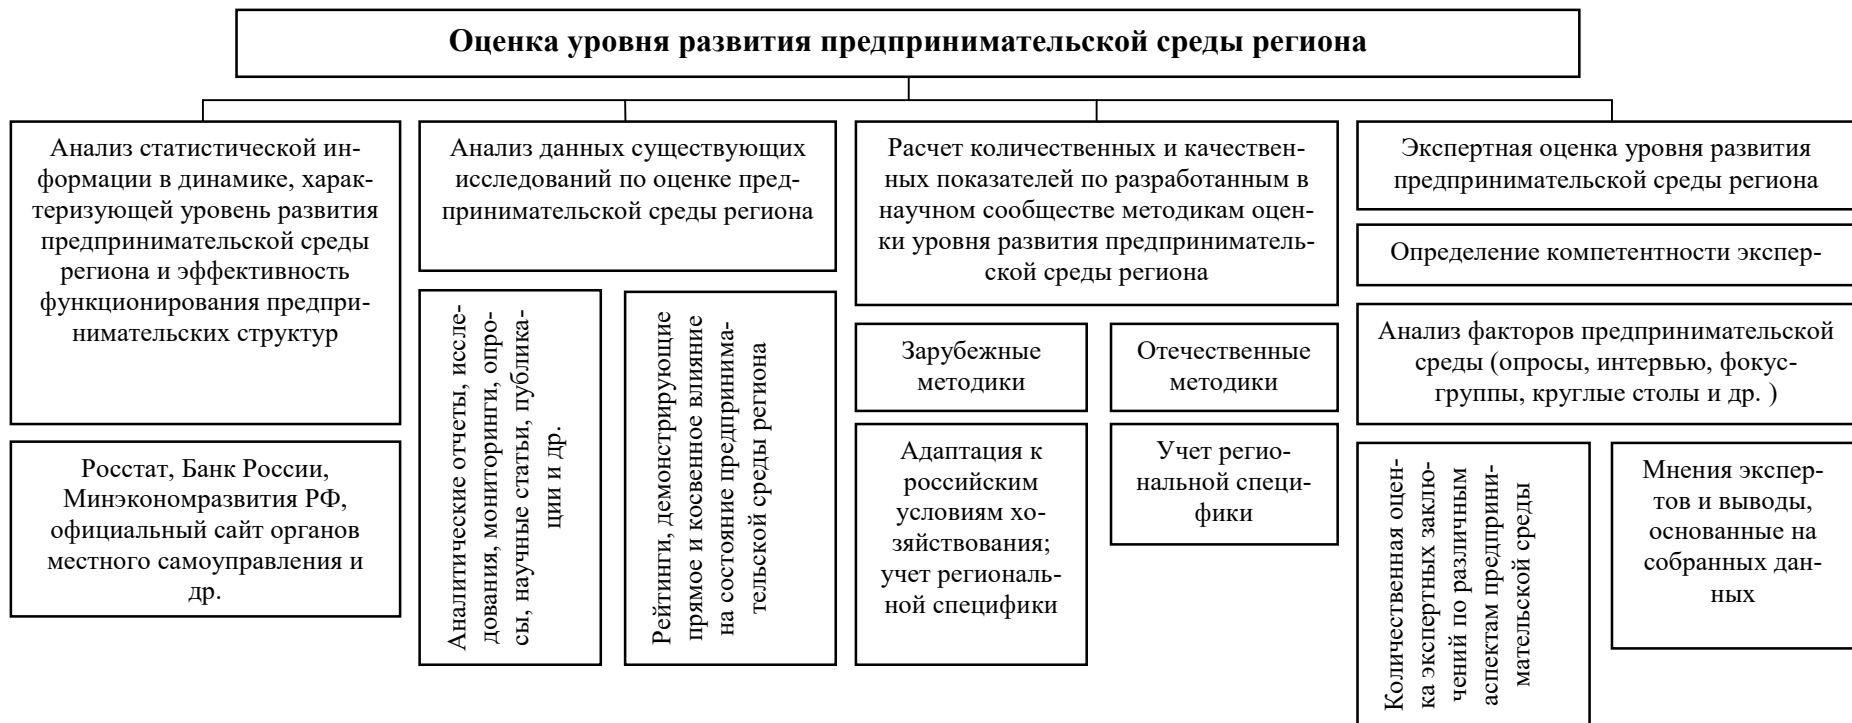 Оценка уровня развития предпринимательской среды региона
Анализ статистической ин-
формации в динамике, харак-
теризующей уровень развития
предпринимательской среды
региона и эффективность
функционирования предпри-
нимательских структур
Росстат, Банк России,
Минэкономразвития РФ,
официальный сайт органов
местного самоуправления и
др.
Анализ данных существующих
исследований по оценке пред-
принимательской среды региона
Аналитические отчеты, иссле-
дования, мониторинги, опро-
сы, научные статьи, публика-
ции и др.
Рейтинги, демонстрирующие
прямое и косвенное влияние
на состояние предпринима-
тельской среды региона
Расчет количественных и качествен-
ных показателей по разработанным в
научном сообществе методикам оцен-
ки уровня развития предприниматель-
ской среды региона
Зарубежные
методики
Адаптация к
российским
условиям хо-
зяйствования;
учет региональ-
ной специфики
Отечественные
методики
Учет регио-
нальной специ-
фики
Экспертная оценка уровня развития
предпринимательской среды региона
Определение компетентности экспер-
Анализ факторов предпринимательской
среды (опросы, интервью, фокус-
группы, круглые столы и др. )
Количественная оцен-
ка экспертных заклю-
чений по различным
аспектам предприни-
мательской среды
Мнения экспер-
тов и выводы,
основанные на
собранных дан-
ных